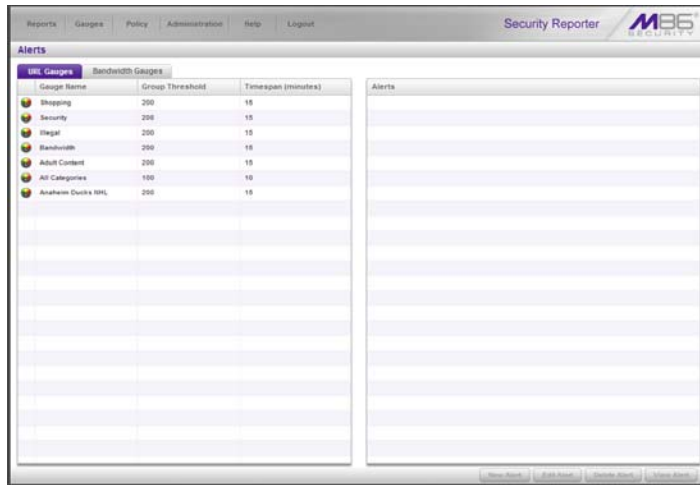 Reports Gauges Policy Administration Help Logout Security Reporter M86 SECURITY
Alerts
URL Gauges Bandwidth Gauges
Gauge Name Group Threshold Timespan (minutes) Alerts
Shopping 200 15
Security 200 15
Illegal 200 15
Bandwidth 200 15
Adult Content 200 15
All Categories 100 10
Anaheim Ducks NHL 200 15
New Alert Edit Alert Delete Alert View Alert